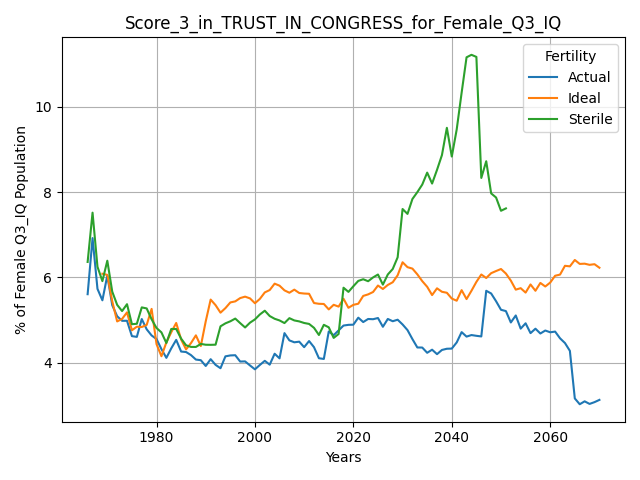 Score_3_in_TRUST_IN_CONGRESS_for_Female_Q3_IQ
Fertility
Actual
Ideal
Sterile
% of Female Q3_IQ Population
10
8
6
4
1980 2000 2020 2040 2060
Years